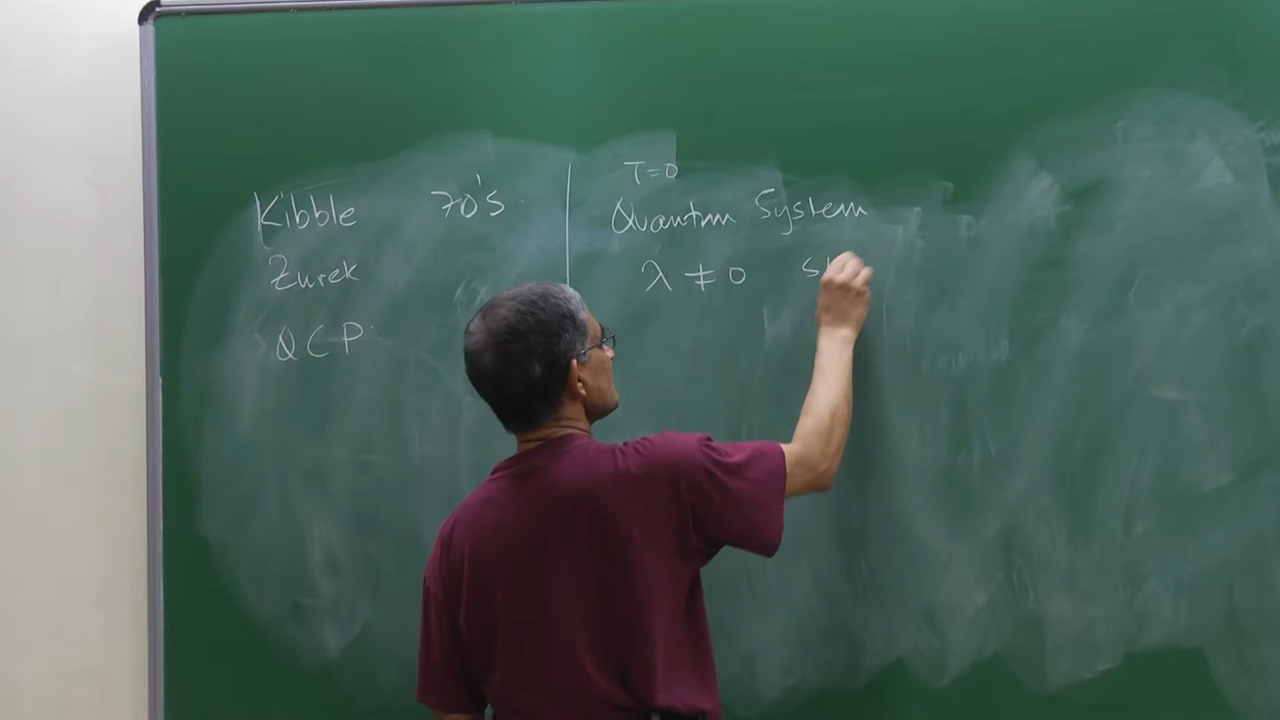 Kibble 70's
Zurek
QCP
T=0
Quantum System
λ ≠ 0